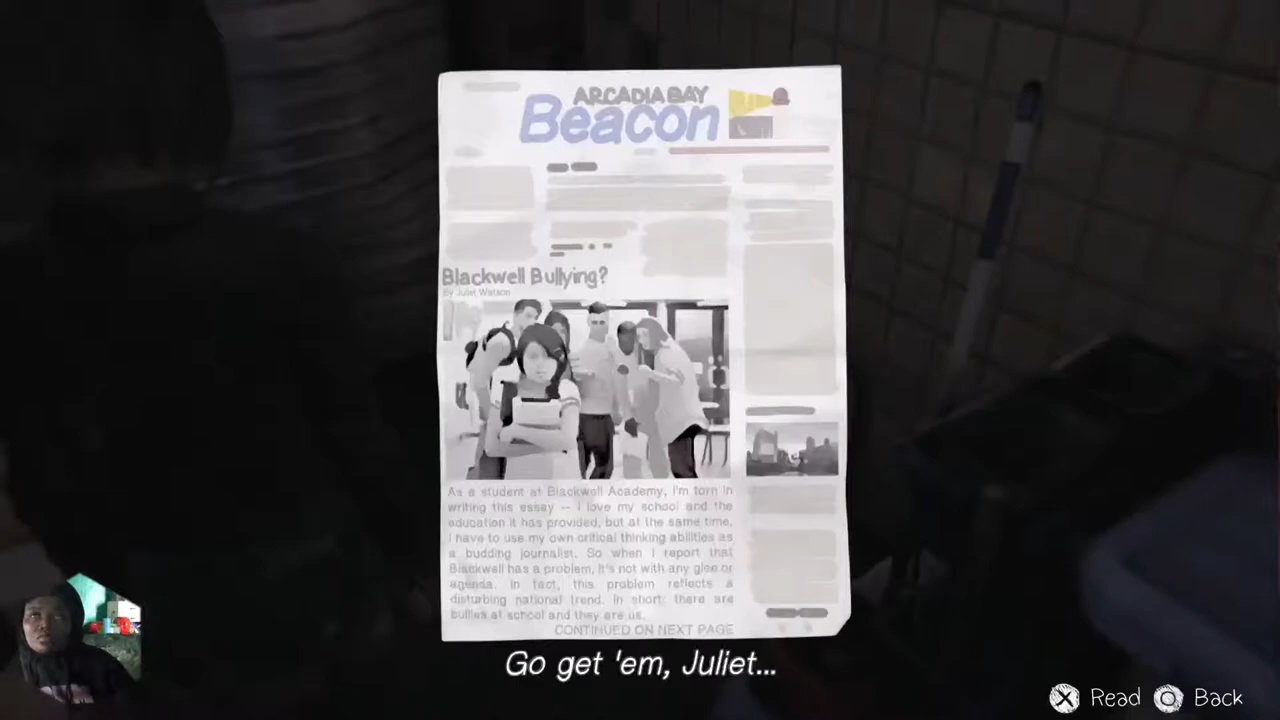 ARCADIA BAY
Beacon
Blackwell Bullying?
By Juliet Watson
As a student at Blackwell Academy, I'm torn in
writing this essay -- I love my school and the
education it has provided, but at the same time,
I have to use my own critical thinking abilities as
a budding journalist. So when I report that
Blackwell has a problem, it's not with any glee or
agenda. In fact, this problem reflects a
disturbing national trend. In short: there are
bullies at school and they are us.
CONTINUED ON NEXT PAGE
Go get 'em, Juliet...
Read
Back